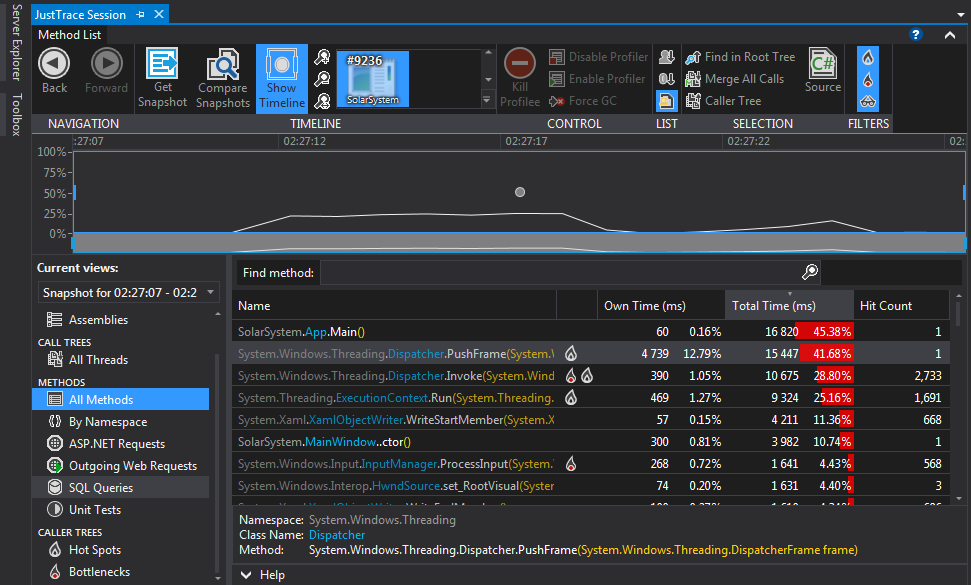 Server Explorer
Toolbox
JustTrace Session
Method List
Back
Forward
Get Snapshot
Compare Snapshots
Show Timeline
#9236
SolarSystem
Kill Profilee
Disable Profiler
Enable Profiler
Force GC
Find in Root Tree
Merge All Calls
Caller Tree
C#
Source
NAVIGATION TIMELINE CONTROL LIST SELECTION FILTERS
:27:07 02:27:12 02:27:17 02:27:22 02:
100%
75%
50%
25%
0%
Current views:
Snapshot for 02:27:07 - 02:2
Assemblies
CALL TREES
All Threads
METHODS
All Methods
By Namespace
ASP.NET Requests
Outgoing Web Requests
SQL Queries
Unit Tests
CALLER TREES
Hot Spots
Bottlenecks
Find method:
Name Own Time (ms) Total Time (ms) Hit Count
SolarSystem.App.Main() 60 0.16% 16 820 45.38% 1
System.Windows.Threading.Dispatcher.PushFrame(System.\ 4 739 12.79% 15 447 41.68% 1
System.Windows.Threading.Dispatcher.Invoke(System.Wind 390 1.05% 10 675 28.80% 2,733
System.Threading.ExecutionContext.Run(System.Threading. 469 1.27% 9 324 25.16% 1,691
System.Xaml.XamlObjectWriter.WriteStartMember(System.X 57 0.15% 4 211 11.36% 668
SolarSystem.MainWindow..ctor() 300 0.81% 3 982 10.74% 1
System.Windows.Input.InputManager.ProcessInput(System. 268 0.72% 1 641 4.43% 568
System.Windows.Interop.HwndSource.set_RootVisual(System 74 0.20% 1 631 4.40% 3
Namespace: System.Windows.Threading
Class Name: Dispatcher
Method: System.Windows.Threading.Dispatcher.PushFrame(System.Windows.Threading.DispatcherFrame frame)
Help